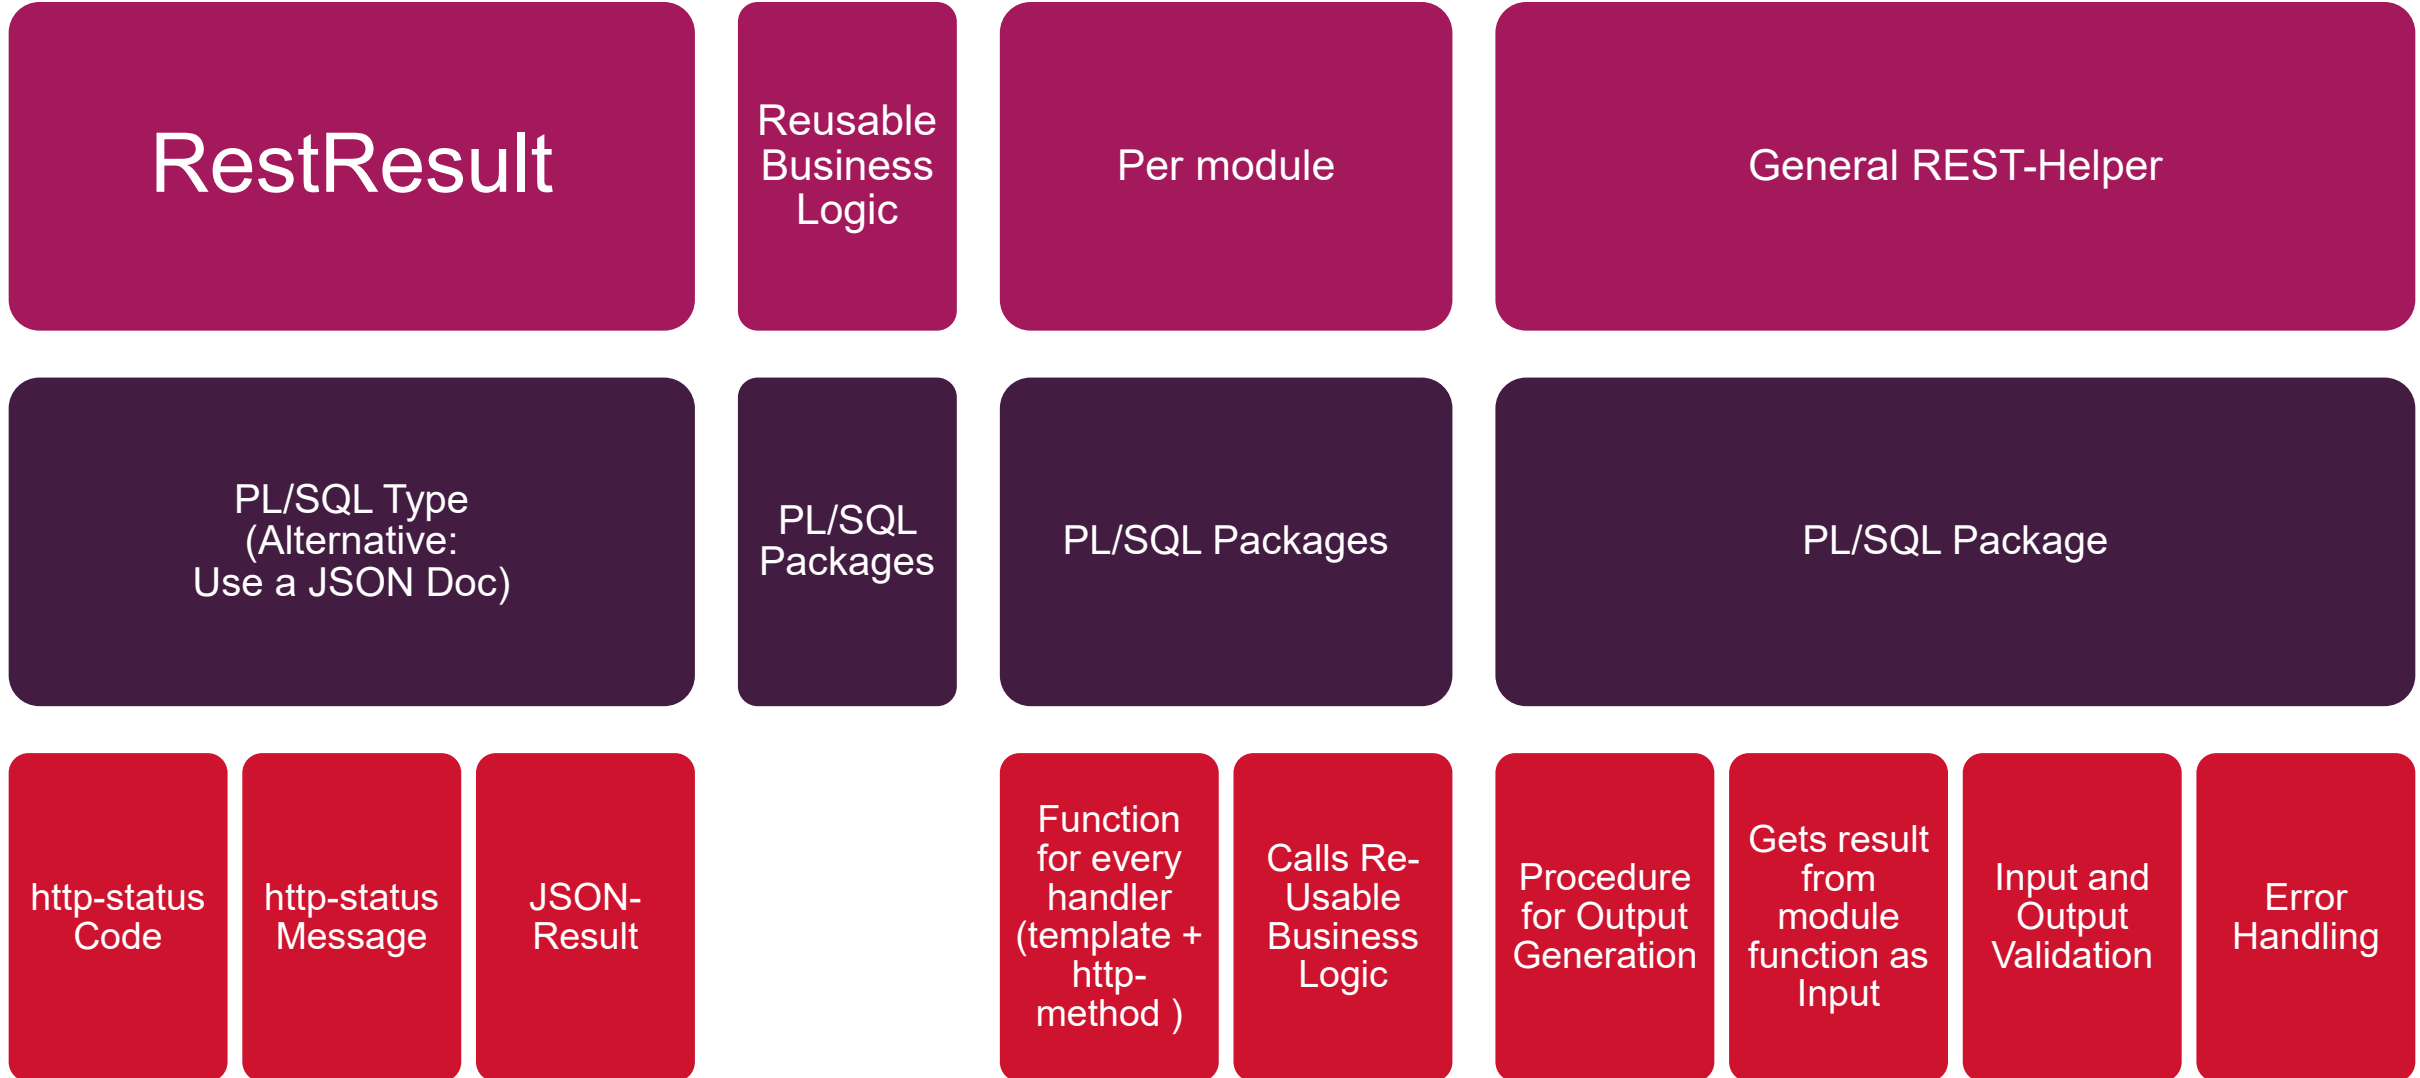 RestResult
Reusable
Business
Logic
Per module
General REST-Helper
PL/SQL Type
(Alternative:
Use a JSON Doc)
PL/SQL
Packages
PL/SQL Packages
PL/SQL Package
http-status
Code
http-status
Message
JSON-
Result
Function
for every
handler
(template +
http-
method )
Calls Re-
Usable
Business
Logic
Procedure
for Output
Generation
Gets result
from
module
function as
Input
Input and
Output
Validation
Error
Handling